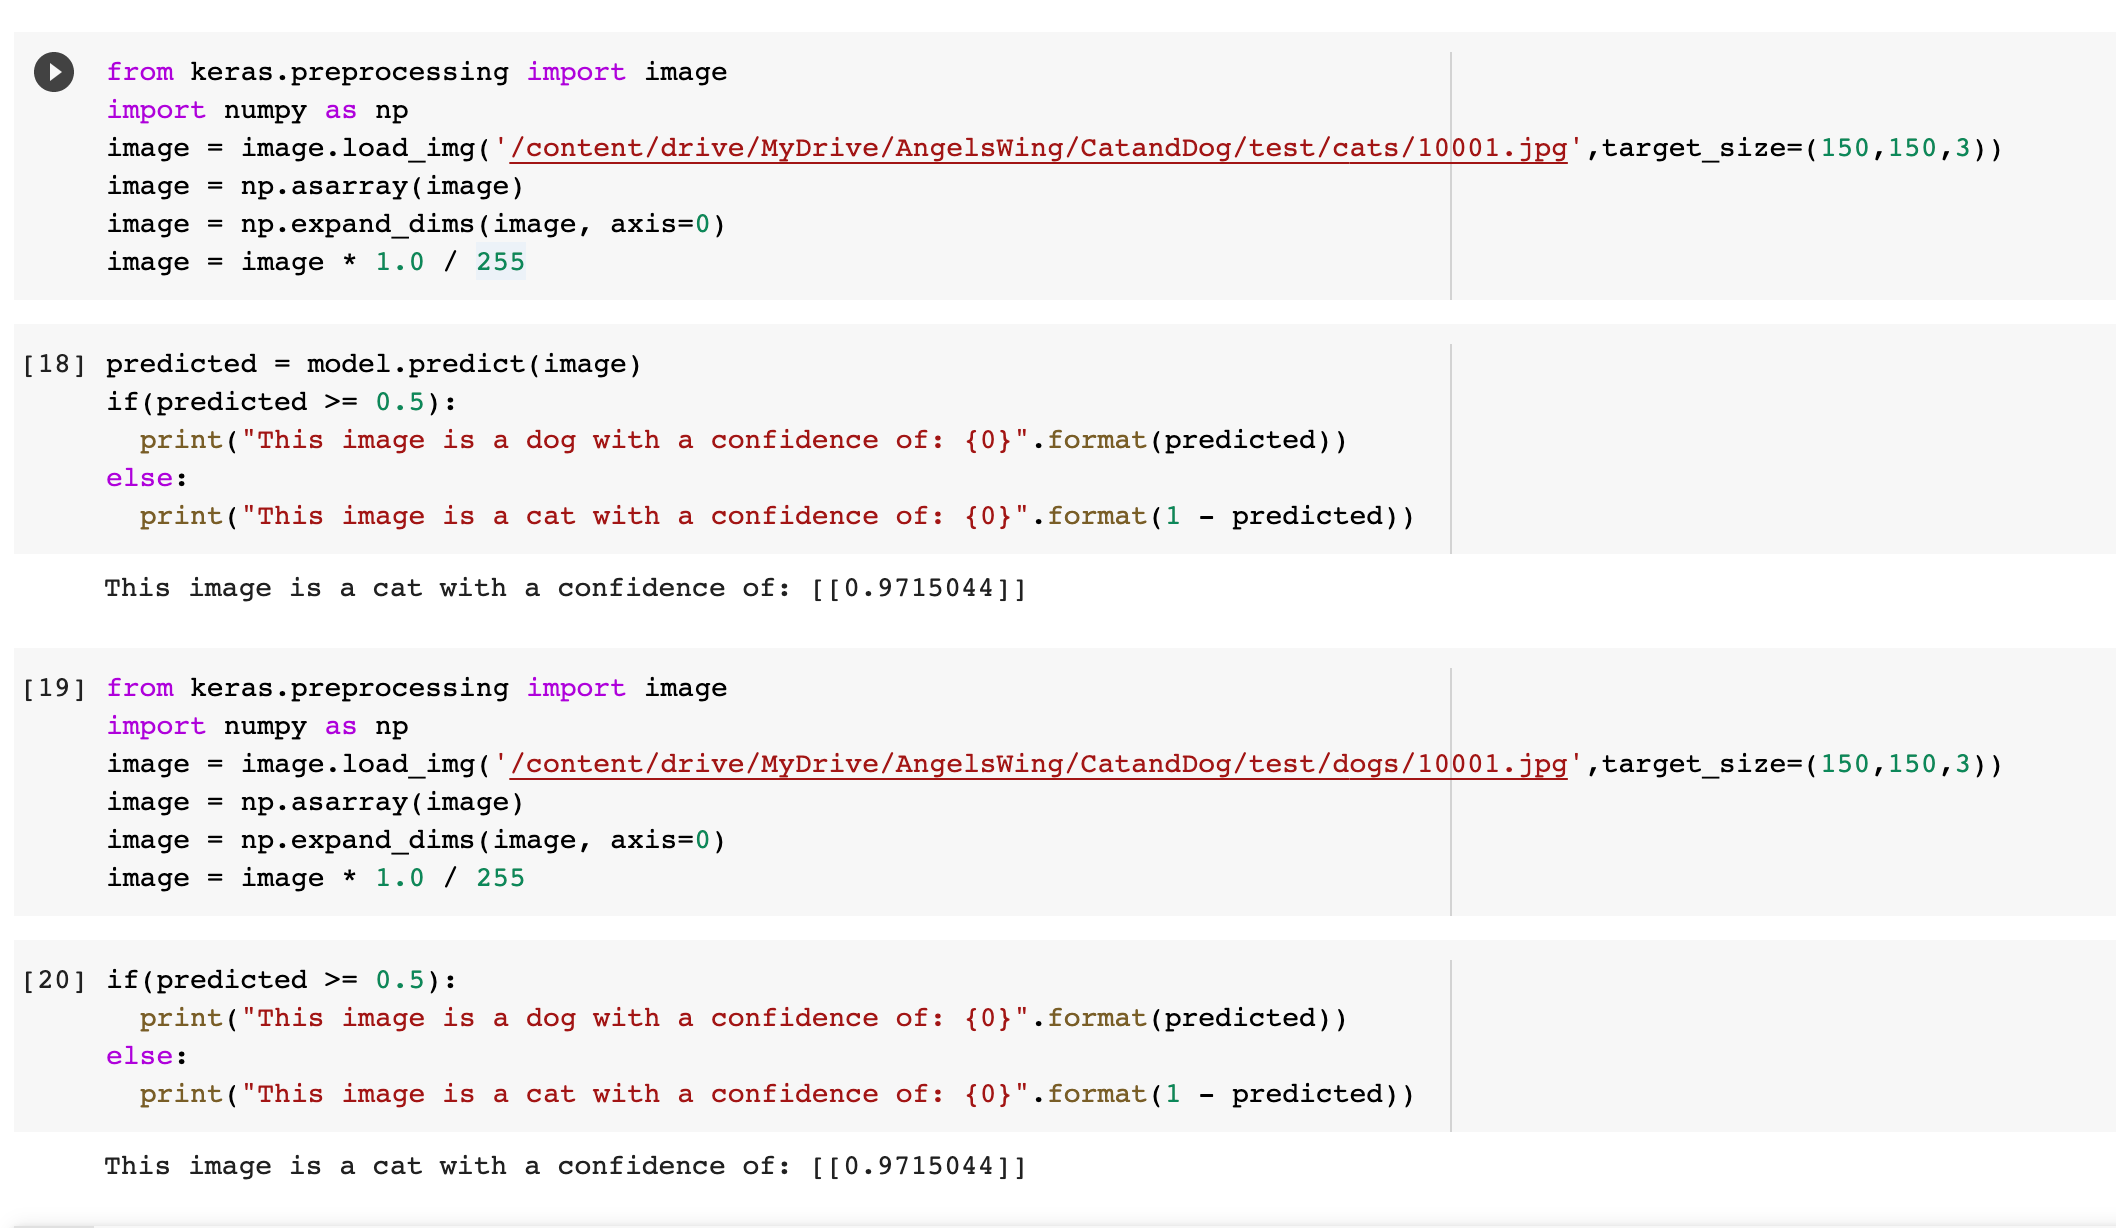 from keras.preprocessing import image
import numpy as np
image = image.load_img('/content/drive/MyDrive/AngelsWing/CatandDog/test/cats/10001.jpg',target_size=(150,150,3))
image = np.asarray(image)
image = np.expand_dims(image, axis=0)
image = image * 1.0 / 255
[18] predicted = model.predict(image)
if(predicted >= 0.5):
  print("This image is a dog with a confidence of: {0}".format(predicted))
else:
  print("This image is a cat with a confidence of: {0}".format(1 - predicted))
This image is a cat with a confidence of: [[0.9715044]]
[19] from keras.preprocessing import image
import numpy as np
image = image.load_img('/content/drive/MyDrive/AngelsWing/CatandDog/test/dogs/10001.jpg',target_size=(150,150,3))
image = np.asarray(image)
image = np.expand_dims(image, axis=0)
image = image * 1.0 / 255
[20] if(predicted >= 0.5):
  print("This image is a dog with a confidence of: {0}".format(predicted))
else:
  print("This image is a cat with a confidence of: {0}".format(1 - predicted))
This image is a cat with a confidence of: [[0.9715044]]